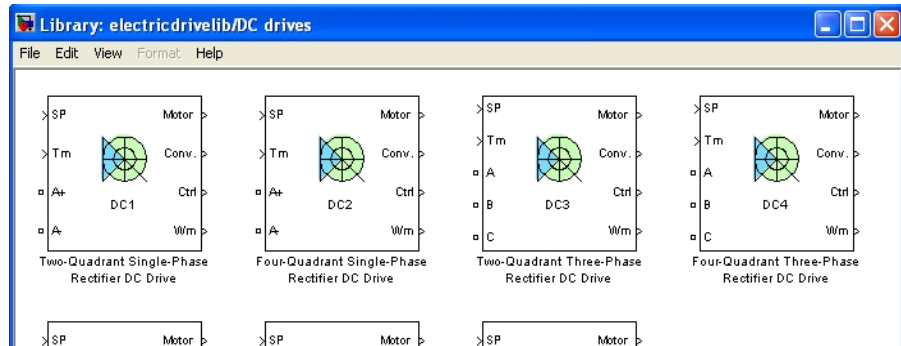 Library: electricdrivelib/DC drives
File Edit View Format Help
SP Motor
Tm Conv.
A+ Ctrl
DC1
A- Wm
Two-Quadrant Single-Phase
Rectifier DC Drive
SP Motor
Tm Conv.
A+ Ctrl
DC2
A- Wm
Four-Quadrant Single-Phase
Rectifier DC Drive
SP Motor
Tm
Conv.
A
Ctrl
B DC3
Wm
C
Two-Quadrant Three-Phase
Rectifier DC Drive
SP Motor
Tm
Conv.
A
Ctrl
B DC4
Wm
C
Four-Quadrant Three-Phase
Rectifier DC Drive
SP Motor
SP Motor
SP Motor